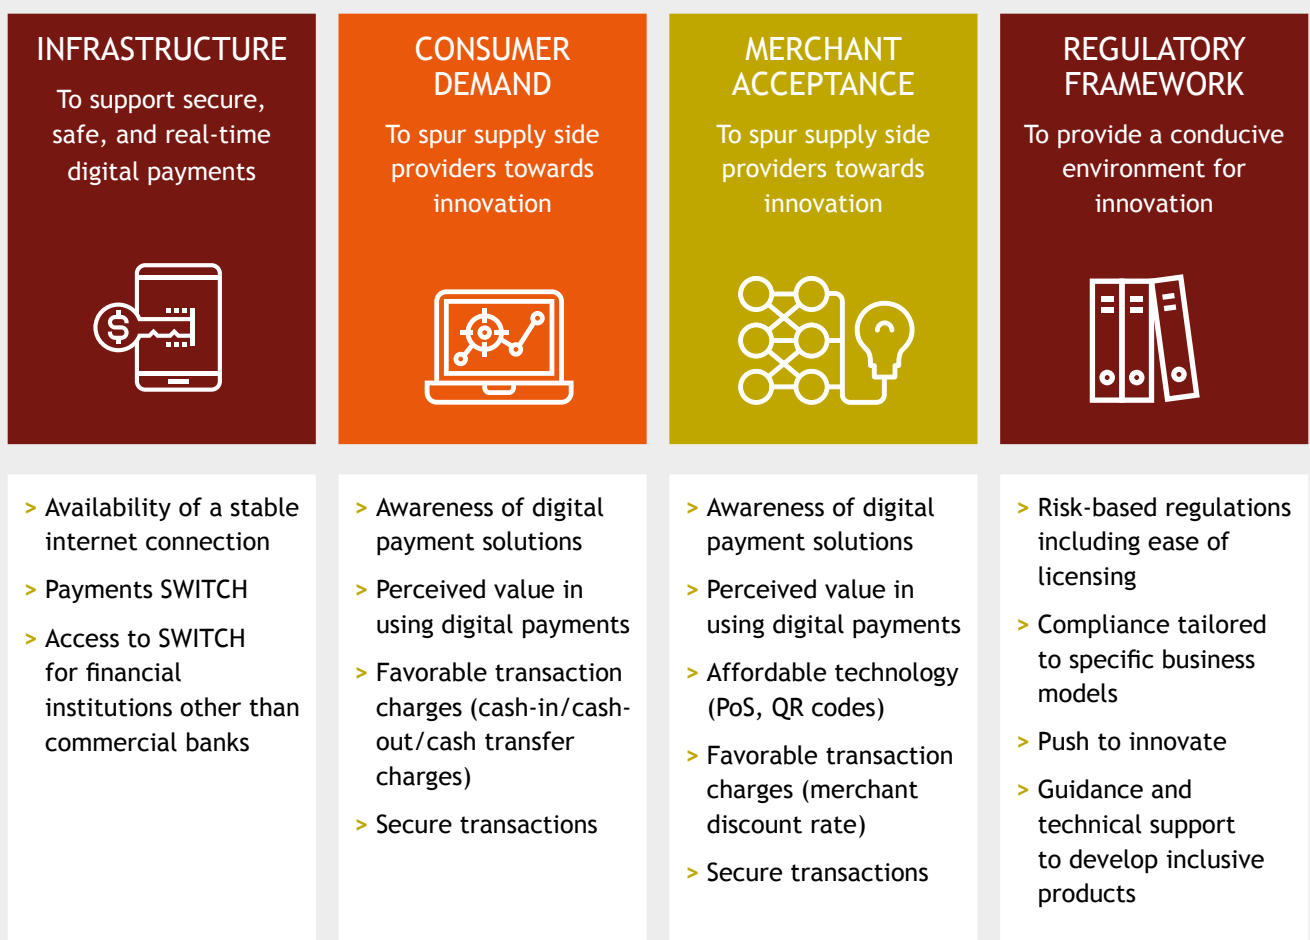 INFRASTRUCTURE
To support secure,
safe, and real-time
digital payments
CONSUMER
DEMAND
To spur supply side
providers towards
innovation
MERCHANT
ACCEPTANCE
To spur supply side
providers towards
innovation
REGULATORY
FRAMEWORK
To provide a conducive
environment for
innovation
$
> Availability of a stable
internet connection
> Payments SWITCH
> Access to SWITCH
for financial
institutions other than
commercial banks
> Awareness of digital
payment solutions
> Perceived value in
using digital payments
> Favorable transaction
charges (cash-in/cash-
out/cash transfer
charges)
> Secure transactions
> Awareness of digital
payment solutions
> Perceived value in
using digital payments
> Affordable technology
(PoS, QR codes)
> Favorable transaction
charges (merchant
discount rate)
> Secure transactions
> Risk-based regulations
including ease of
licensing
> Compliance tailored
to specific business
models
> Push to innovate
> Guidance and
technical support
to develop inclusive
products